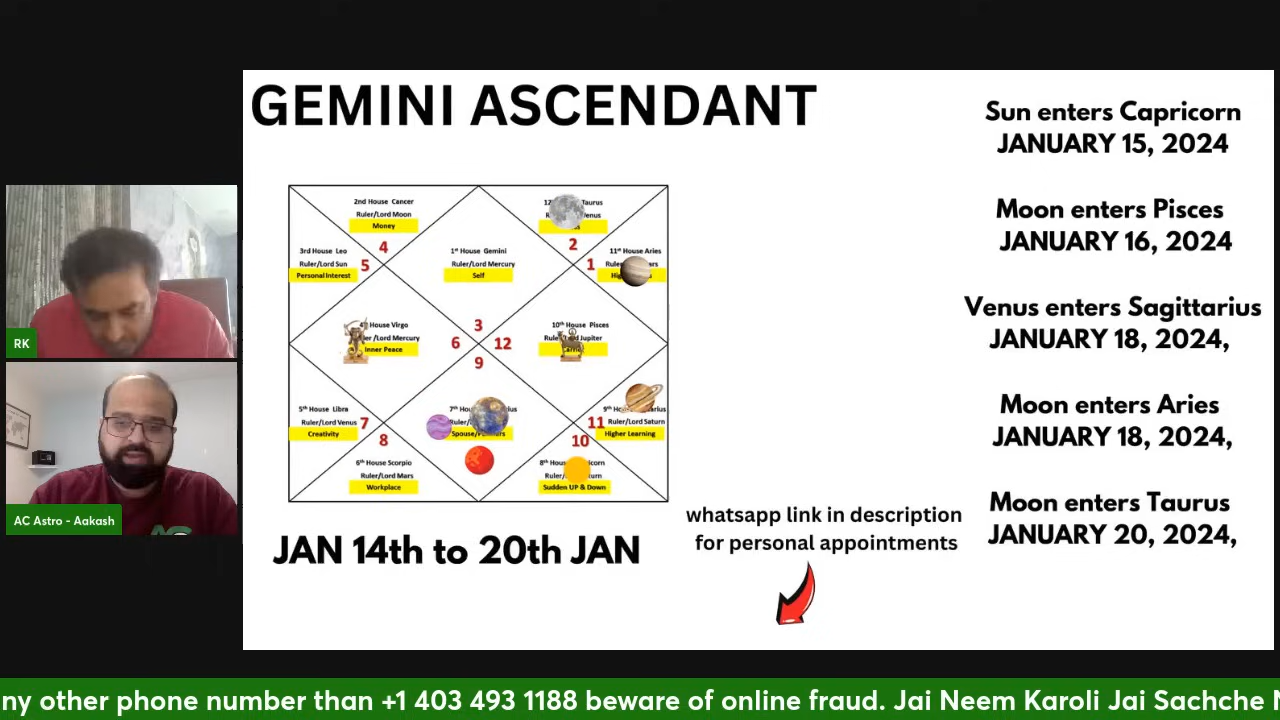 GEMINI ASCENDANT
Sun enters Capricorn
JANUARY 15, 2024
Moon enters Pisces
JANUARY 16, 2024
Venus enters Sagittarius
JANUARY 18, 2024,
Moon enters Aries
JANUARY 18, 2024,
Moon enters Taurus
JANUARY 20, 2024,
2nd House Cancer
Ruler/Lord Moon
Money
4
Taurus
2
3rd House Leo
Ruler/Lord Sun
Personal Interest
5
1st House Gemini
Ruler/Lord Mercury
Self
1
11th House Aries
House Virgo
/Lord Mercury
Inner Peace
3
6
12
9
10th House Pisces
Jupiter
5th House Libra
Ruler/Lord Venus
Creativity
7
8
6th House Scorpio
Ruler/Lord Mars
Workplace
11
Ruler/Lord Saturn
Higher Learning
10
Sudden UP & Down
JAN 14th to 20th JAN
whatsapp link in description
for personal appointments
RK
AC Astro - Aakash
ny other phone number than +1 403 493 1188 beware of online fraud. Jai Neem Karoli Jai Sachche